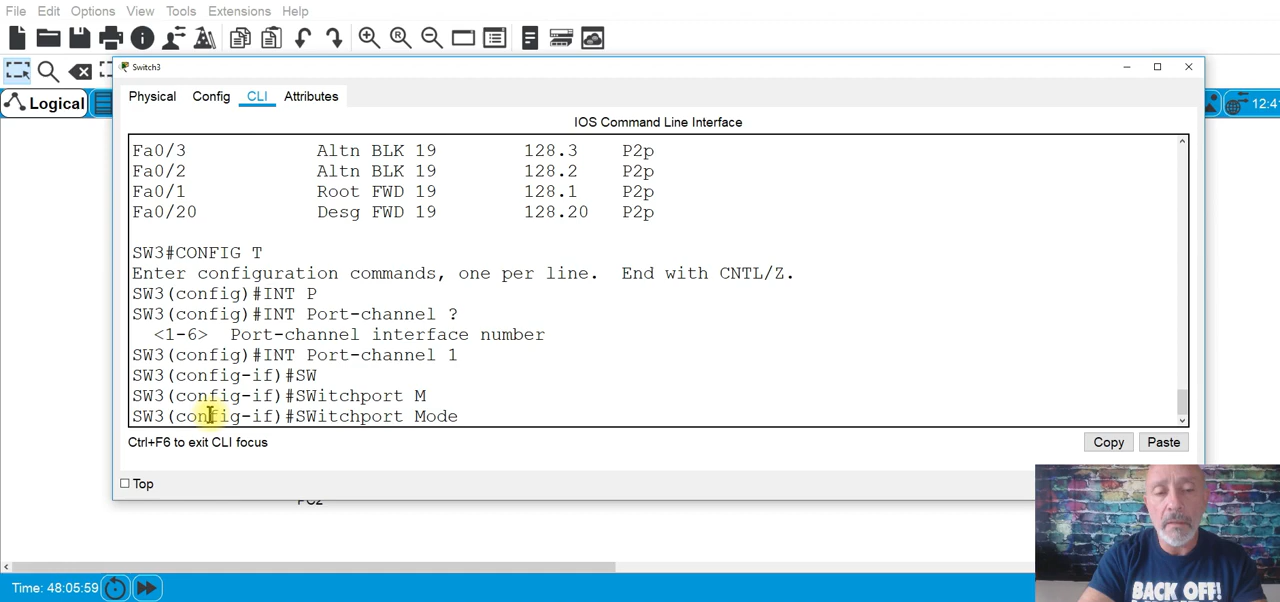 File Edit Options View Tools Extensions Help
Switch3
Physical Config CLI Attributes
Logical
12:4
IOS Command Line Interface
Fa0/3 Altn BLK 19 128.3 P2p
Fa0/2 Altn BLK 19 128.2 P2p
Fa0/1 Root FWD 19 128.1 P2p
Fa0/20 Desg FWD 19 128.20 P2p
SW3#CONFIG T
Enter configuration commands, one per line. End with CNTL/Z.
SW3(config)#INT P
SW3(config)#INT Port-channel ?
<1-6> Port-channel interface number
SW3(config)#INT Port-channel 1
SW3(config-if)#SW
SW3(config-if)#SWitchport M
SW3(config-if)#SWitchport Mode
Ctrl+F6 to exit CLI focus
Copy Paste
Top
PC2
Time: 48:05:59
BACK OFF!